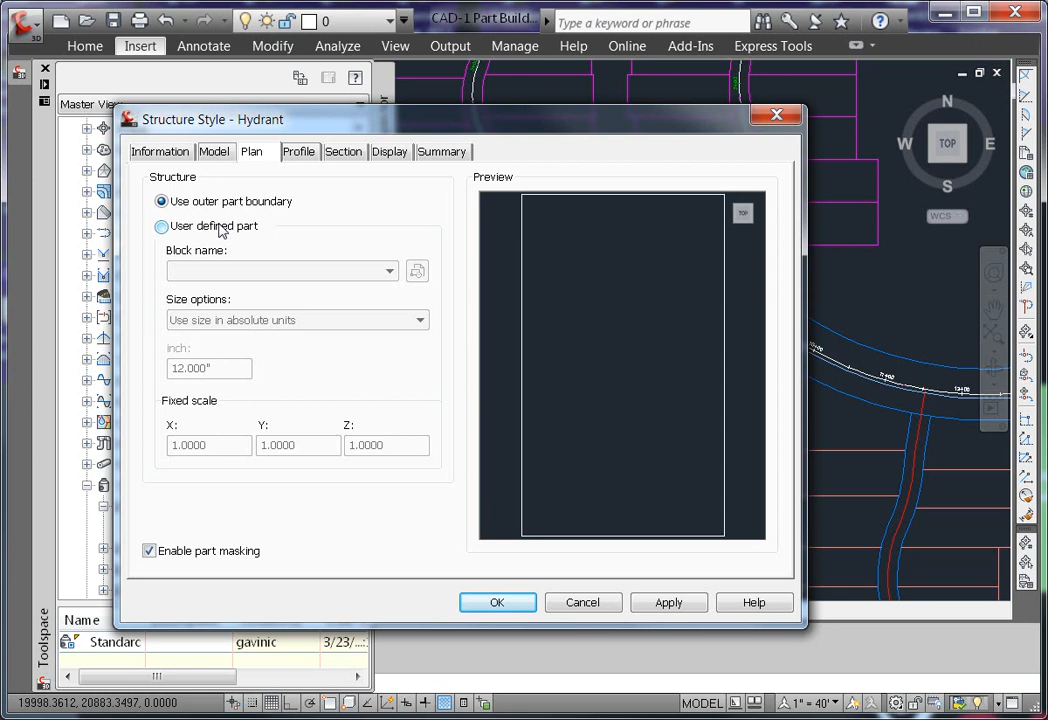 0
CAD-1 Part Build...
Type a keyword or phrase
3D
Home Insert Annotate Modify Analyze View Output Manage Help Online Add-Ins Express Tools
Master View
Structure Style - Hydrant
Information Model Plan Profile Section Display Summary
Structure
Use outer part boundary
User defined part
Block name:
Size options:
Use size in absolute units
inch:
12.000"
Fixed scale
X: Y: Z:
1.0000 1.0000 1.0000
Enable part masking
Preview
TOP
OK Cancel Apply Help
N
W TOP E
S
WCS
Toolspace
Name
Standarc gavinic 3/23/...
19998.3612, 20883.3497, 0.0000
MODEL
1" = 40'